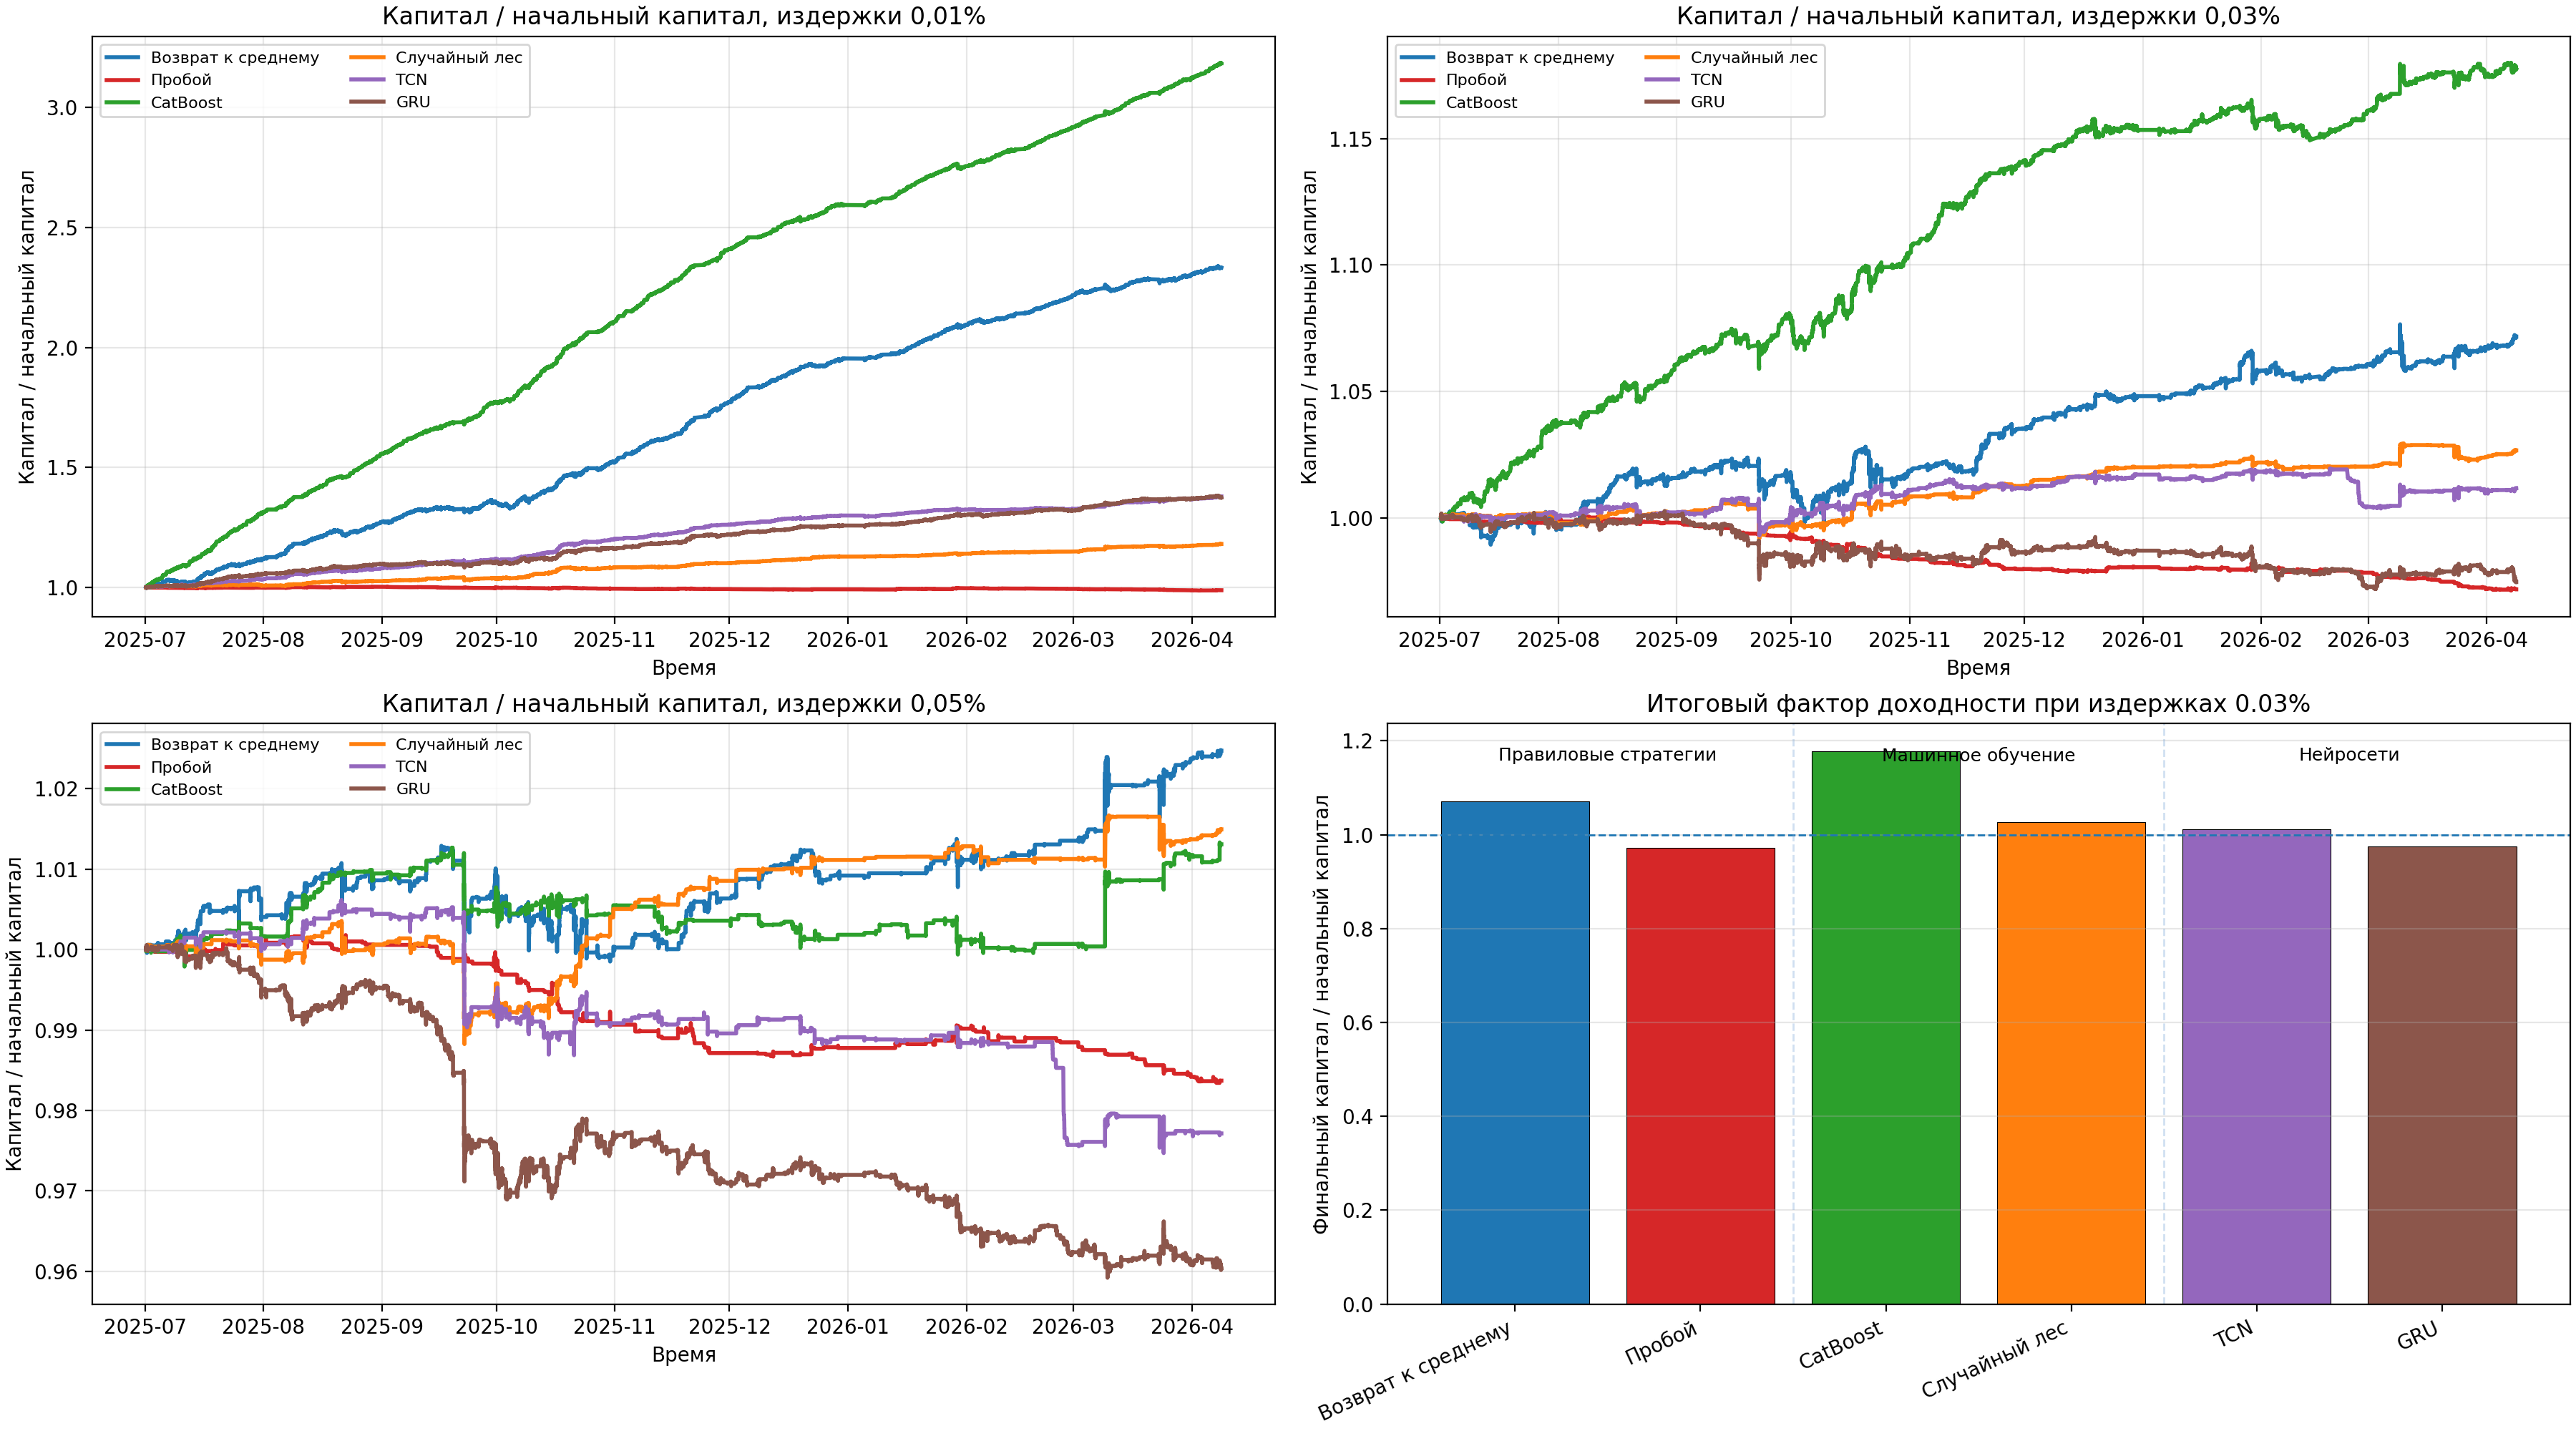 Капитал / начальный капитал, издержки 0,01%
Капитал / начальный капитал
3.0
2.5
2.0
1.5
1.0
Возврат к среднему
Пробой
CatBoost
Случайный лес
TCN
GRU
2025-07 2025-08 2025-09 2025-10 2025-11 2025-12 2026-01 2026-02 2026-03 2026-04
Время
Капитал / начальный капитал, издержки 0,03%
Капитал / начальный капитал
1.15
1.10
1.05
1.00
Возврат к среднему
Пробой
CatBoost
Случайный лес
TCN
GRU
2025-07 2025-08 2025-09 2025-10 2025-11 2025-12 2026-01 2026-02 2026-03 2026-04
Время
Капитал / начальный капитал, издержки 0,05%
Капитал / начальный капитал
1.02
1.01
1.00
0.99
0.98
0.97
0.96
Возврат к среднему
Пробой
CatBoost
Случайный лес
TCN
GRU
2025-07 2025-08 2025-09 2025-10 2025-11 2025-12 2026-01 2026-02 2026-03 2026-04
Время
Итоговый фактор доходности при издержках 0.03%
Финальный капитал / начальный капитал
1.2
1.0
0.8
0.6
0.4
0.2
0.0
Правиловые стратегии
Машинное обучение
Нейросети
Возврат к среднему
Пробой
CatBoost
Случайный лес
TCN
GRU